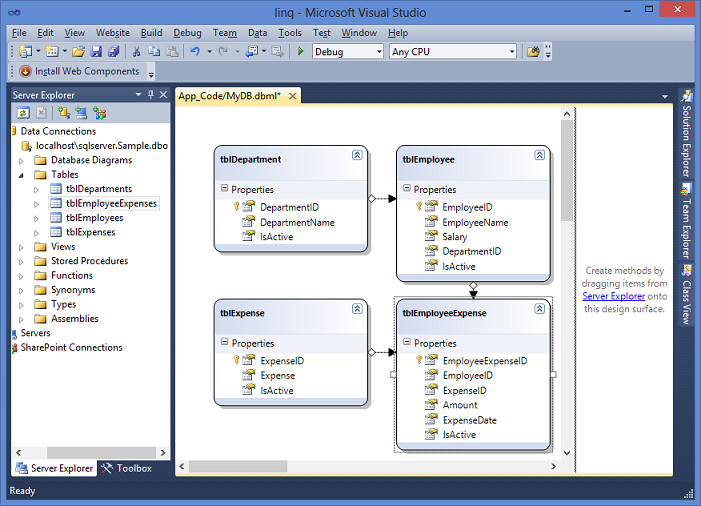 linq - Microsoft Visual Studio
File Edit View Website Build Debug Team Data Tools Test Window Help
Debug Any CPU
Install Web Components
Server Explorer
Data Connections
localhost\sqlserver.Sample.dbo
Database Diagrams
Tables
tblDepartments
tblEmployeeExpenses
tblEmployees
tblExpenses
Views
Stored Procedures
Functions
Synonyms
Types
Assemblies
Servers
SharePoint Connections
Server Explorer Toolbox
App_Code/MyDB.dbml*
tblDepartment
Properties
DepartmentID
DepartmentName
IsActive
tblEmployee
Properties
EmployeeID
EmployeeName
Salary
DepartmentID
IsActive
tblExpense
Properties
ExpenseID
Expense
IsActive
tblEmployeeExpense
Properties
EmployeeExpenseID
EmployeeID
ExpenseID
Amount
ExpenseDate
IsActive
Create methods by
dragging items from
Server Explorer onto
this design surface.
Solution Explorer
Team Explorer
Class View
Ready